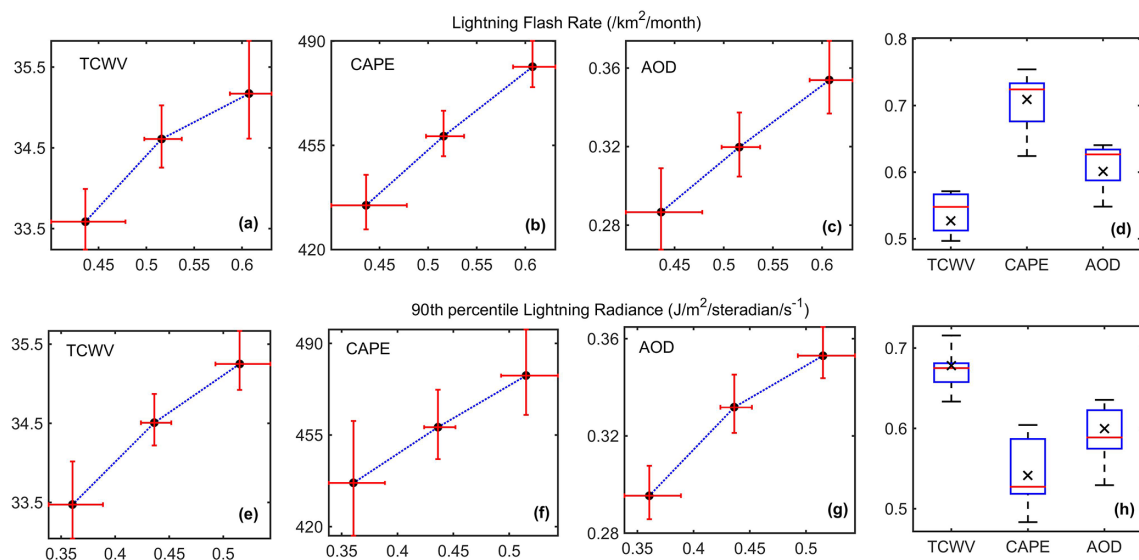 Lightning Flash Rate (/km²/month)
TCWV
35.5
34.5
33.5
0.45 0.5 0.55 0.6
(a)
CAPE
490
455
420
0.45 0.5 0.55 0.6
(b)
AOD
0.36
0.32
0.28
0.45 0.5 0.55 0.6
(c)
0.8
0.7
0.6
0.5
TCWV CAPE AOD
(d)
90th percentile Lightning Radiance (J/m²/steradian/s⁻¹)
TCWV
35.5
34.5
33.5
0.35 0.4 0.45 0.5
(e)
CAPE
490
455
420
0.35 0.4 0.45 0.5
(f)
AOD
0.36
0.32
0.28
0.35 0.4 0.45 0.5
(g)
0.7
0.6
0.5
TCWV CAPE AOD
(h)